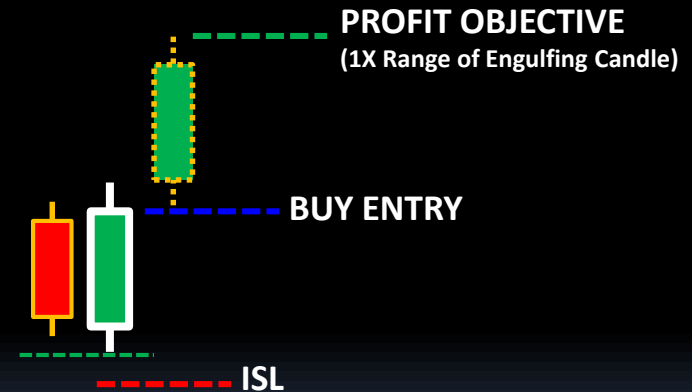 PROFIT OBJECTIVE
(1X Range of Engulfing Candle)
BUY ENTRY
ISL